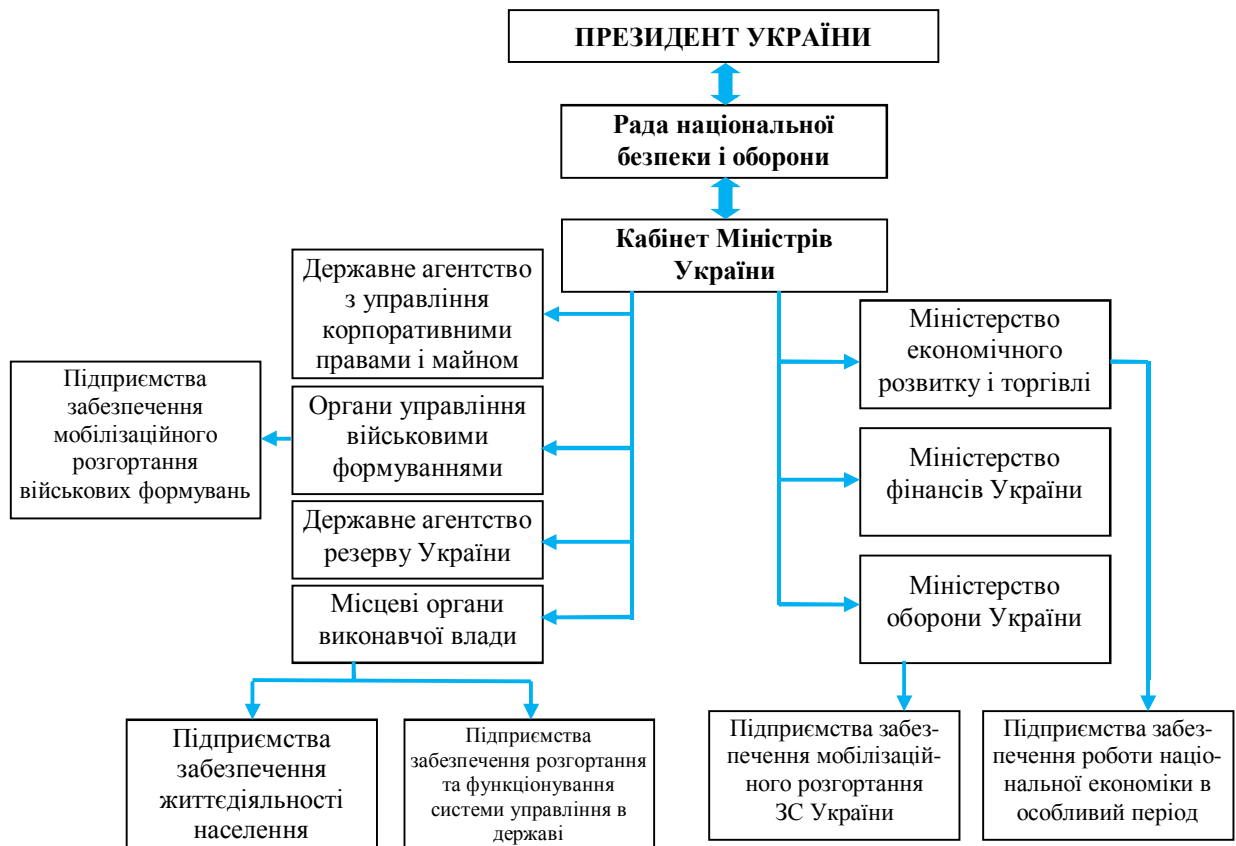 ПРЕЗИДЕНТ УКРАЇНИ
Рада національної
безпеки і оборони
Кабінет Міністрів
України
Державне агентство
з управління
корпоративними
правами і майном
Підприємства
забезпечення
мобілізаційного
розгортання
військових формувань
Органи управління
військовими
формуваннями
Державне агентство
резерву України
Місцеві органи
виконавчої влади
Міністерство
економічного
розвитку і торгівлі
Міністерство
фінансів України
Міністерство
оборони України
Підприємства
забезпечення
життєдіяльності
населення
Підприємства
забезпечення розгортання
та функціонування
системи управління в
державі
Підприємства забез-
печення мобілізацій-
ного розгортання
ЗС України
Підприємства забез-
печення роботи націо-
нальної економіки в
особливий період